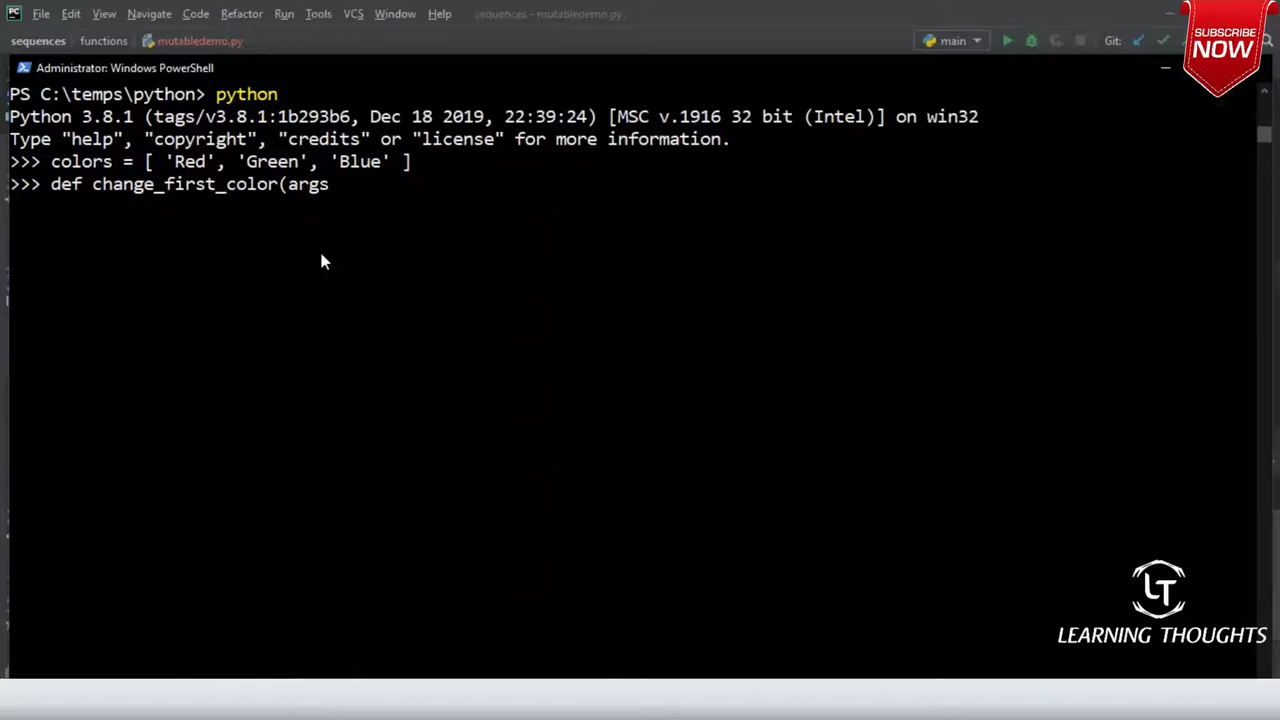 File Edit View Navigate Code Refactor Run Tools VCS Window Help sequences - mutabledemo.py
sequences functions mutabledemo.py main Git:
SUBSCRIBE
NOW
Administrator: Windows PowerShell
PS C:\temps\python> python
Python 3.8.1 (tags/v3.8.1:1b293b6, Dec 18 2019, 22:39:24) [MSC v.1916 32 bit (Intel)] on win32
Type "help", "copyright", "credits" or "license" for more information.
>>> colors = [ 'Red', 'Green', 'Blue' ]
>>> def change_first_color(args
LT
LEARNING THOUGHTS